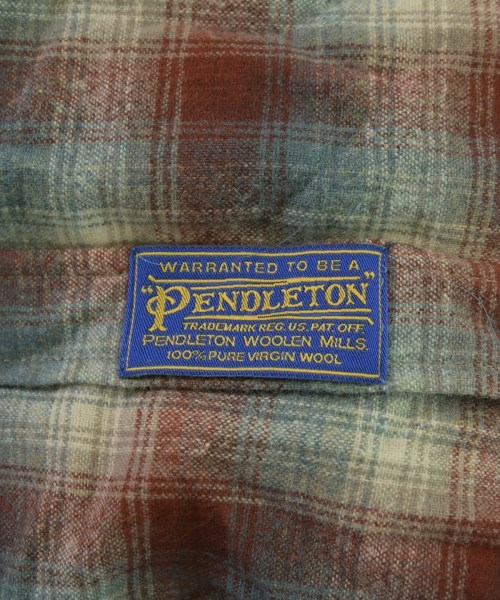 WARRANTED TO BE A
"PENDLETON"
TRADEMARK REG. U.S. PAT. OFF.
PENDLETON WOOLEN MILLS.
100% PURE VIRGIN WOOL